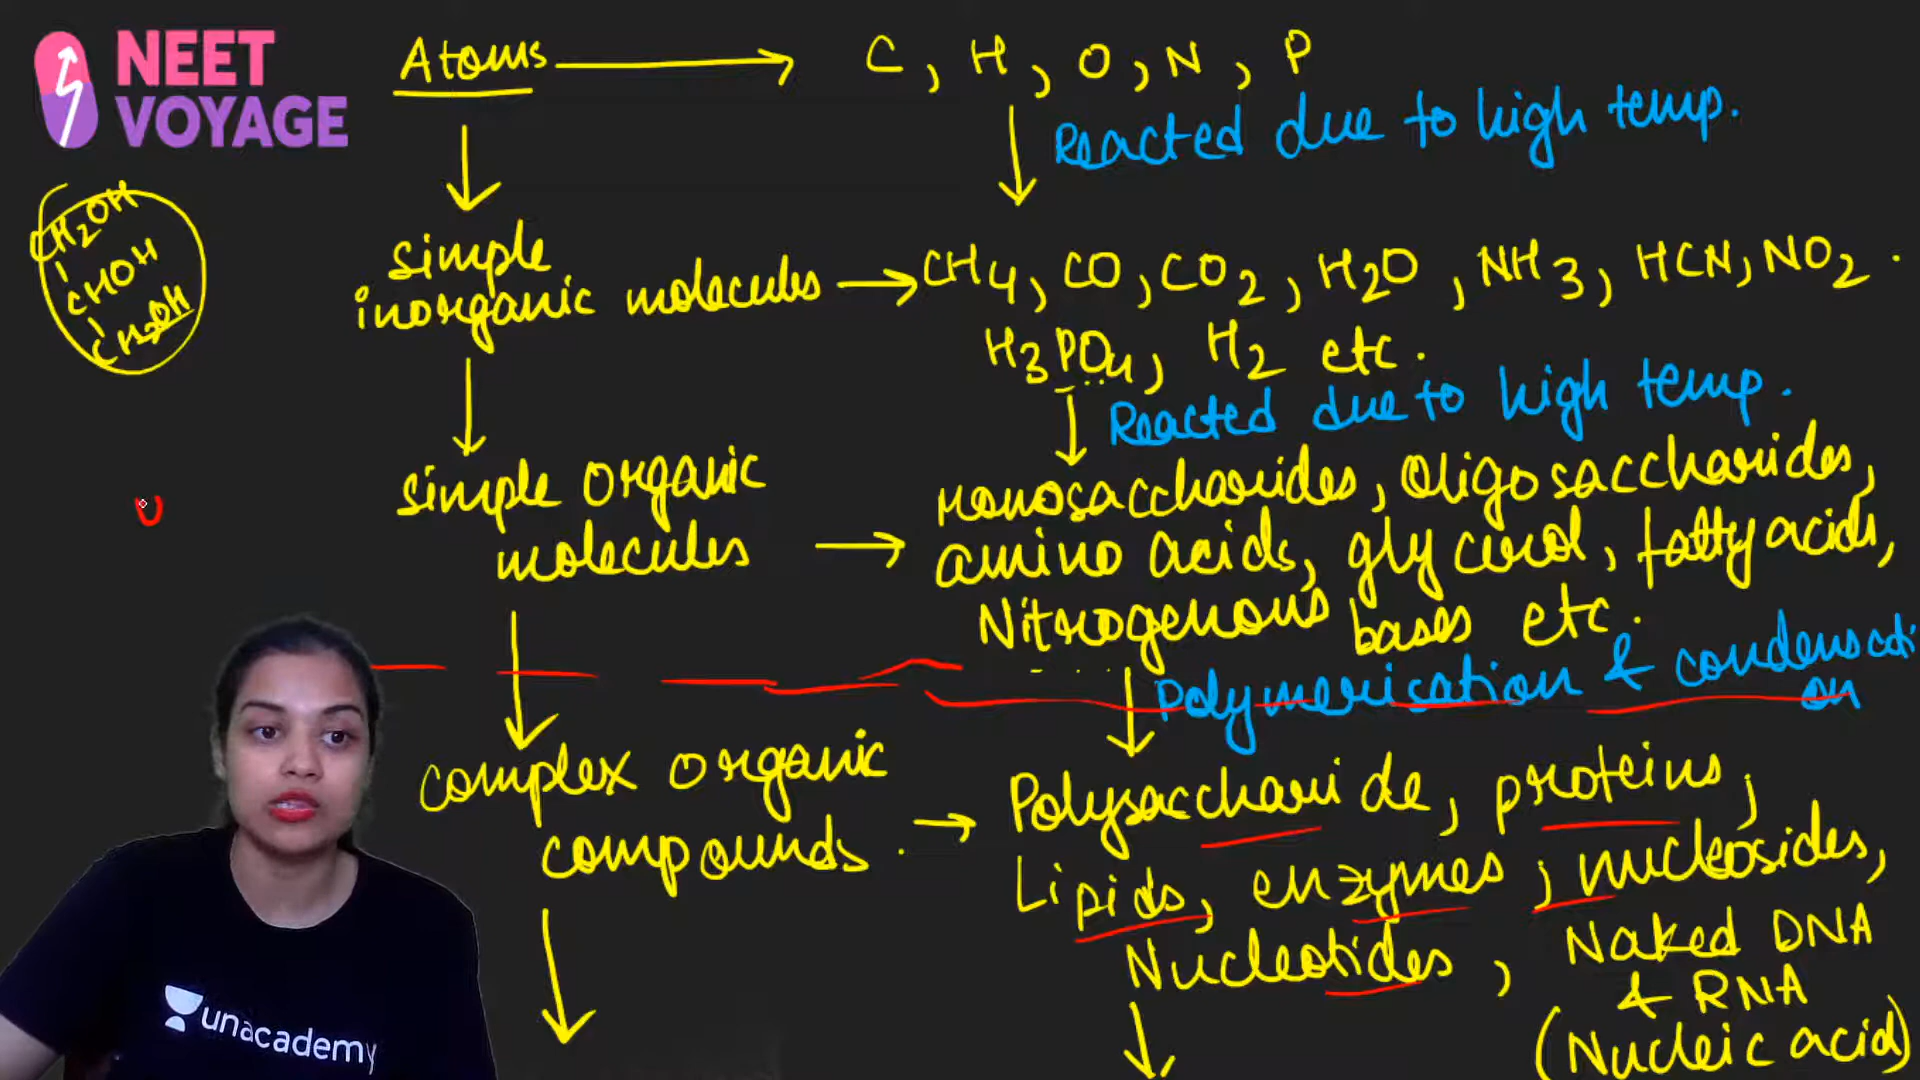 NEET
VOYAGE
Atoms → C, H, O, N, P
Reacted due to high temp.
CH2OH
CHOH
CH2OH
simple
inorganic molecules → CH4, CO, CO2, H2O, NH3, HCN, NO2.
H3PO4, H2 etc.
Reacted due to high temp.
simple organic
molecules → Monosaccharides, Oligosaccharides,
amino acids, glycerol, fatty acids,
Nitrogenous bases etc.
Polymerisation & condensati
on
complex organic
compounds. → Polysaccharide, proteins,
Lipids, enzymes, nucleosides,
Nucleotides, Naked DNA
& RNA
(Nucleic acid)
unacademy